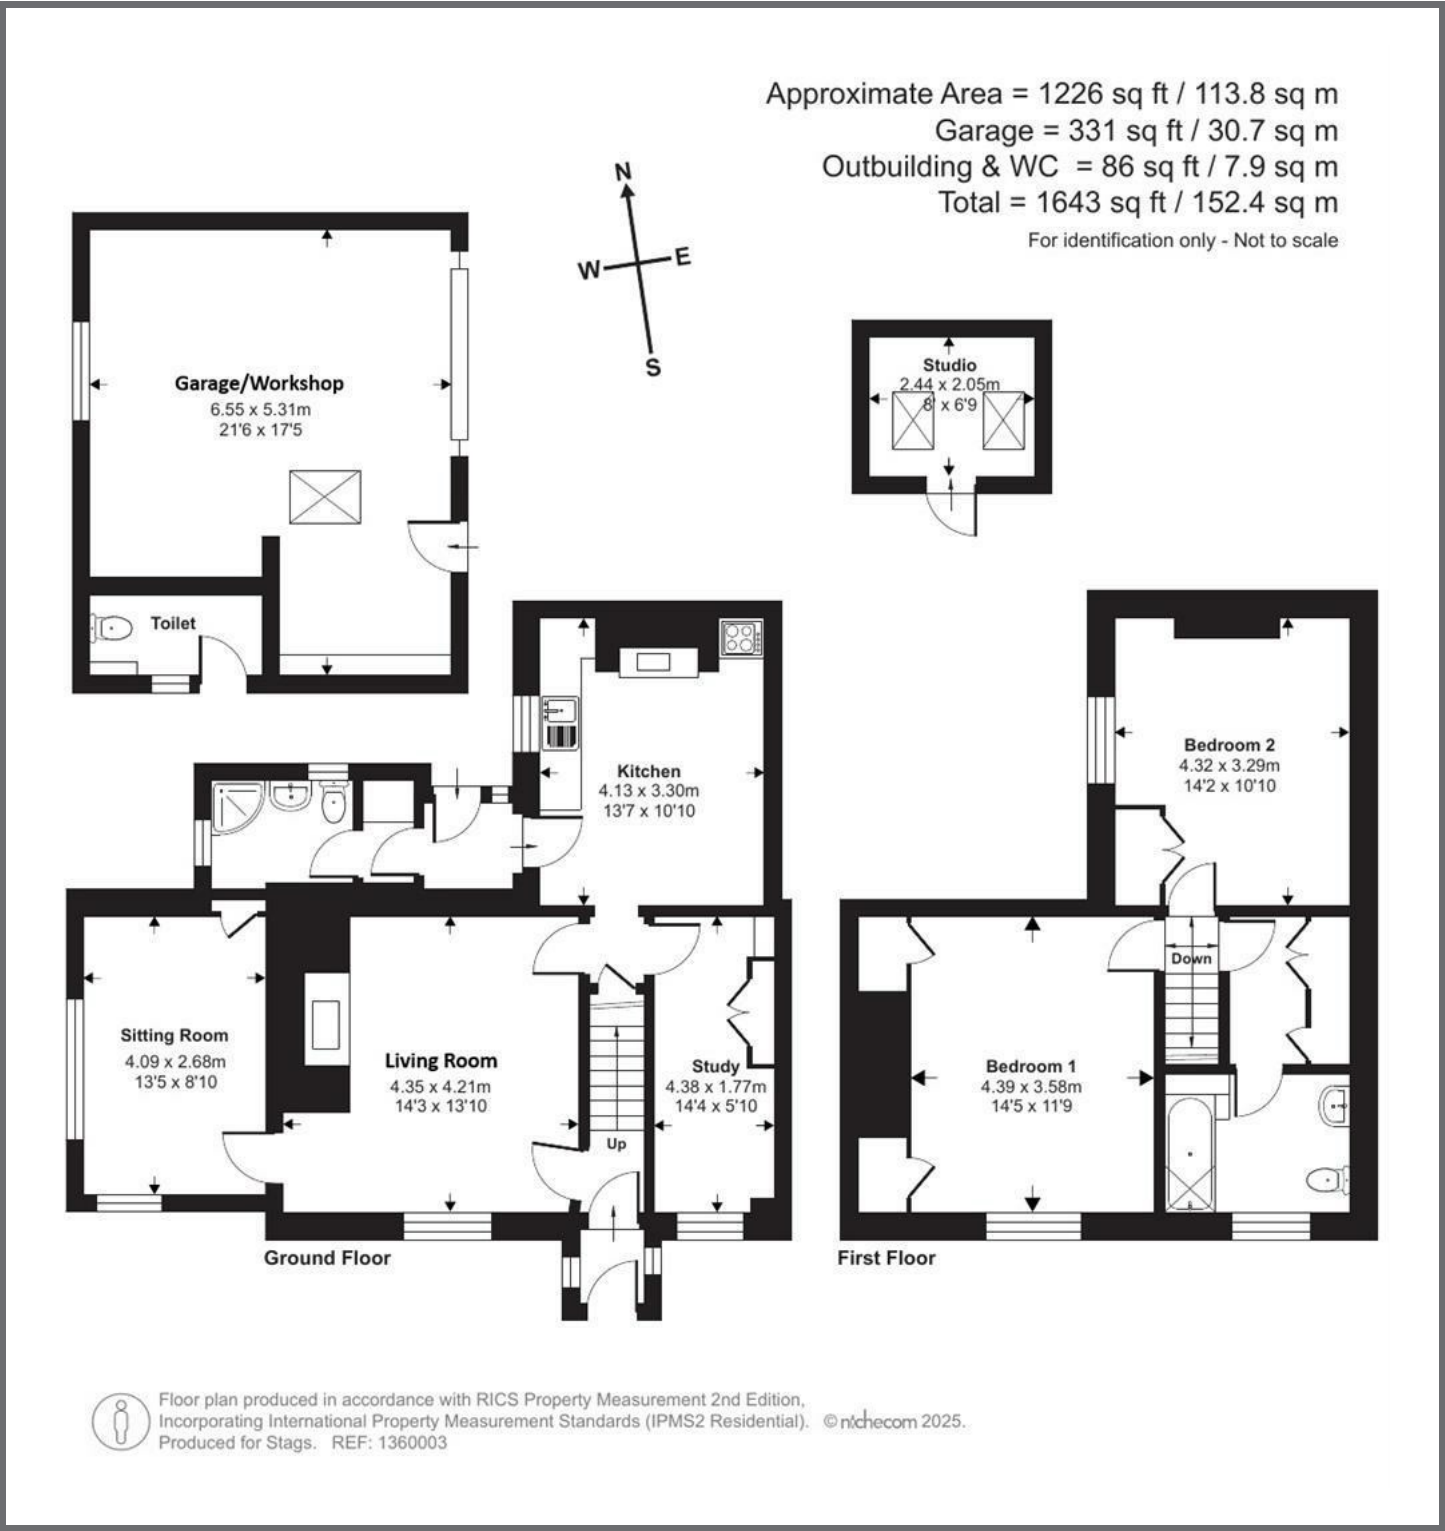 Approximate Area = 1226 sq ft / 113.8 sq m
Garage = 331 sq ft / 30.7 sq m
Outbuilding & WC = 86 sq ft / 7.9 sq m
Total = 1643 sq ft / 152.4 sq m
For identification only - Not to scale
N
W
E
S
Garage/Workshop
6.55 x 5.31m
21'6 x 17'5
Studio
2.44 x 2.05m
8' x 6'9
Toilet
Kitchen
4.13 x 3.30m
13'7 x 10'10
Bedroom 2
4.32 x 3.29m
14'2 x 10'10
Sitting Room
4.09 x 2.68m
13'5 x 8'10
Living Room
4.35 x 4.21m
14'3 x 13'10
Up
Study
4.38 x 1.77m
14'4 x 5'10
Down
Bedroom 1
4.39 x 3.58m
14'5 x 11'9
Ground Floor
First Floor
Floor plan produced in accordance with RICS Property Measurement 2nd Edition,
Incorporating International Property Measurement Standards (IPMS2 Residential). © nıchecom 2025.
Produced for Stags. REF: 1360003